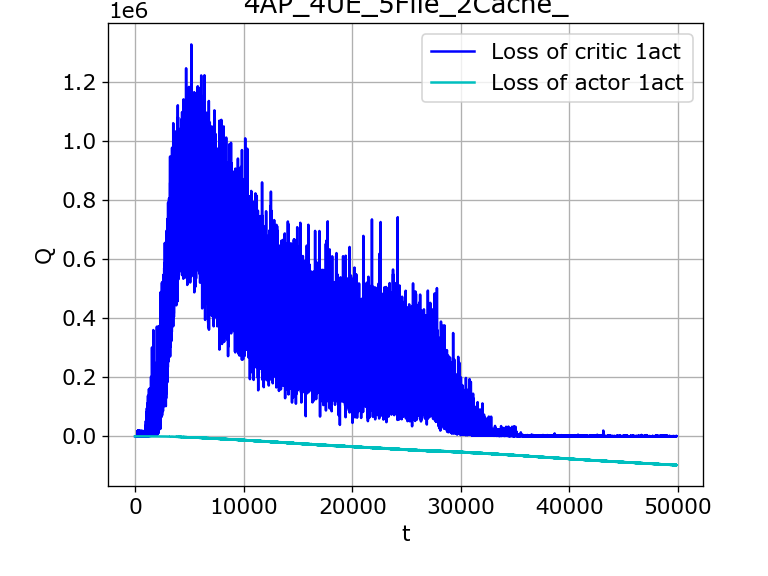 4AP_4UE_5File_2Cache_
1e6
Loss of critic 1act
Loss of actor 1act
1.2
1.0
0.8
0.6
0.4
0.2
0.0
Q
0 10000 20000 30000 40000 50000
t